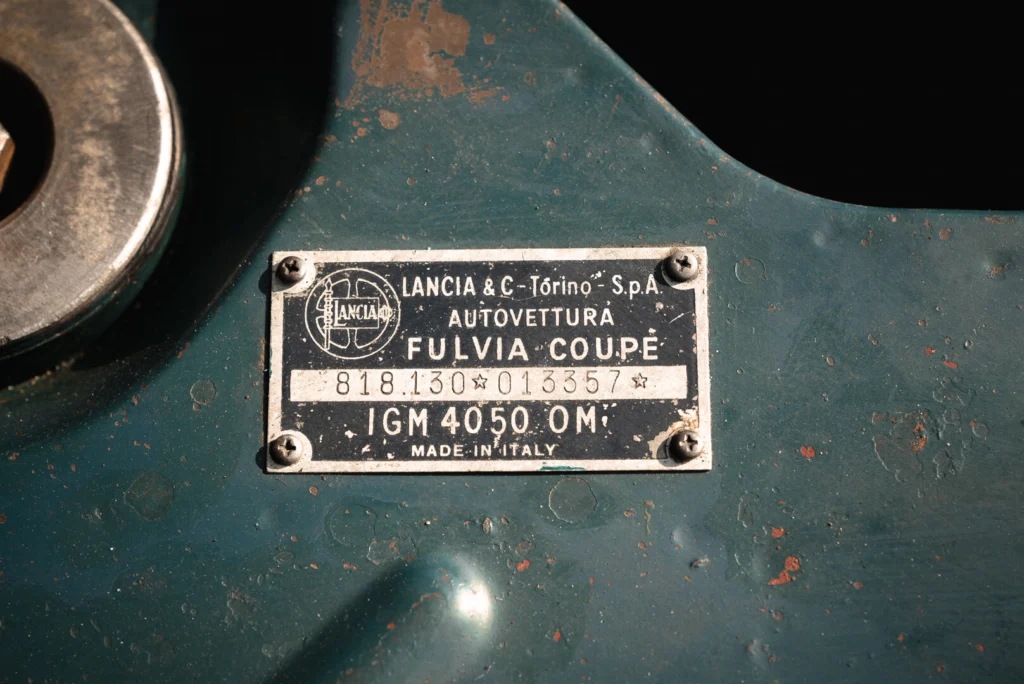 LANCIA
LANCIA & C - Torino - S.p.A.
AUTOVETTURA
FULVIA COUPÉ
818.130☆013357☆
IGM 4050 OM
MADE IN ITALY